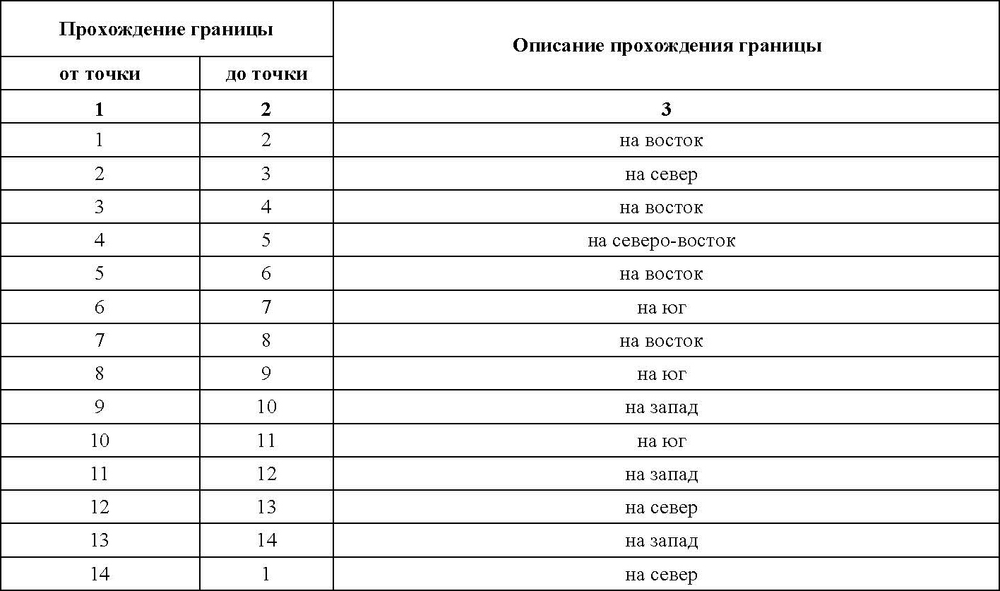 Прохождение границы
Описание прохождения границы
от точки до точки
1 2 3
1 2 на восток
2 3 на север
3 4 на восток
4 5 на северо-восток
5 6 на восток
6 7 на юг
7 8 на восток
8 9 на юг
9 10 на запад
10 11 на юг
11 12 на запад
12 13 на север
13 14 на запад
14 1 на север